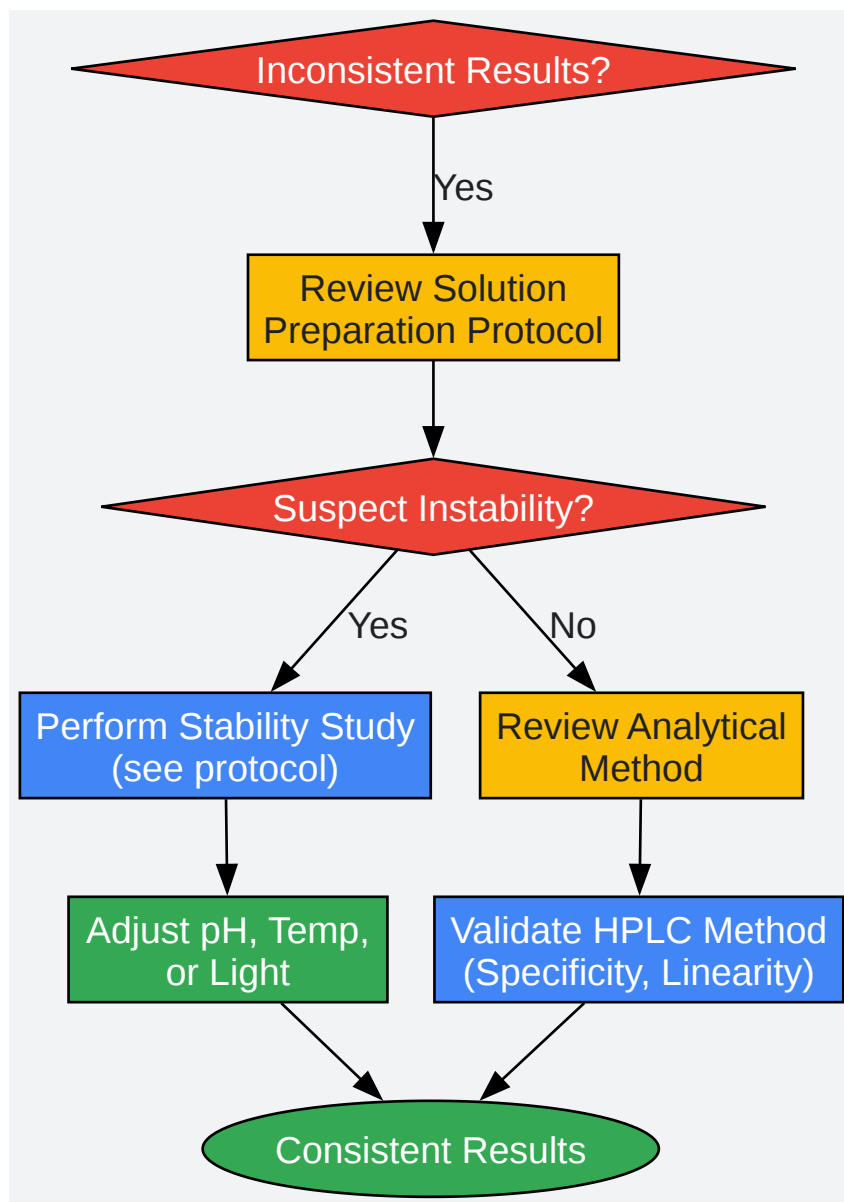 Inconsistent Results?
Yes
Review Solution
Preparation Protocol
Suspect Instability?
Yes
No
Perform Stability Study
(see protocol)
Review Analytical
Method
Adjust pH, Temp,
or Light
Validate HPLC Method
(Specificity, Linearity)
Consistent Results